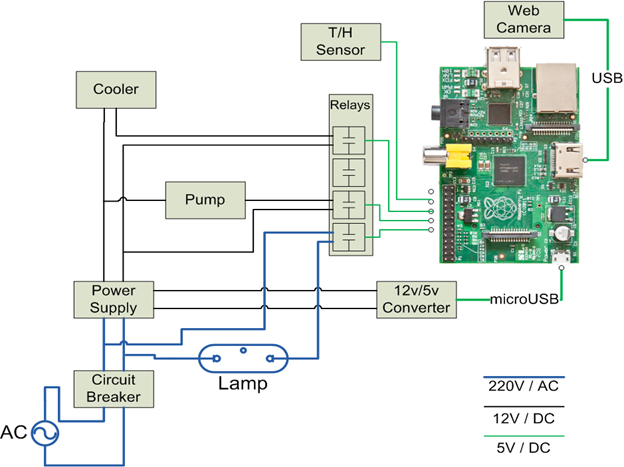 Web
Camera
T/H
Sensor
USB
Cooler
Relays
Pump
Power
Supply
12v/5v
Converter
microUSB
Circuit
Breaker
Lamp
AC
220V / AC
12V / DC
5V / DC